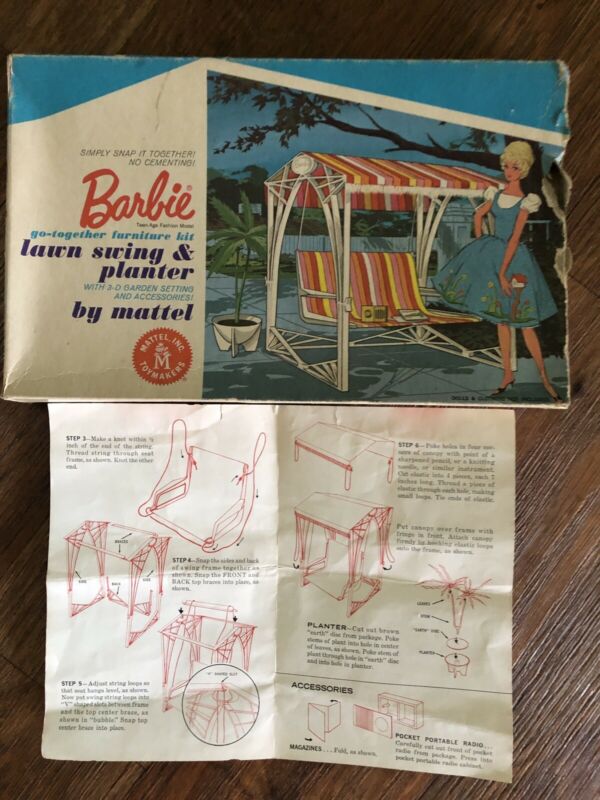 SIMPLY SNAP IT TOGETHER!
NO CEMENTING!
Barbie®
Teen-Age Fashion Model
go-together furniture kit
lawn swing &
planter
WITH 3-D GARDEN SETTING
AND ACCESSORIES!
by mattel
MATTEL, INC.
M
TOYMAKERS
DOLLS & CLOTHES NOT INCLUDED
STEP 3—Make a knot within ½
inch of the end of the string.
Thread string through seat
frame, as shown. Knot the other
end.
BRACES
SIDE
BACK
SIDE
STEP 4—Snap the sides and back
of swing frame together as
shown. Snap the FRONT and
BACK top braces into place, as
shown.
STEP 5—Adjust string loops so
that seat hangs level, as shown.
Now put swing string loops into
"V" shaped slots between frame
and the top center brace, as
shown in "bubble." Snap top
center brace into place.
"V" SHAPED SLOT
STEP 6—Poke holes in four cor-
ners of canopy with point of a
sharpened pencil, or a knitting
needle, or similar instrument.
Cut elastic into 4 pieces, each 7
inches long. Thread a piece of
elastic through each hole, making
small loops. Tie ends of elastic.
Put canopy over frame with
fringe in front. Attach canopy
firmly by hooking elastic loops
onto the frame, as shown.
LEAVES
STEM
"EARTH" DISC
PLANTER
PLANTER—Cut out brown
"earth" disc from package. Poke
stems of plant into hole in center
of leaves, as shown. Poke stem of
plant through hole in "earth" disc
and into hole in planter.
ACCESSORIES
MAGAZINES . . . Fold, as shown.
POCKET PORTABLE RADIO . . .
Carefully cut out front of pocket
radio from package. Press into
pocket portable radio cabinet.